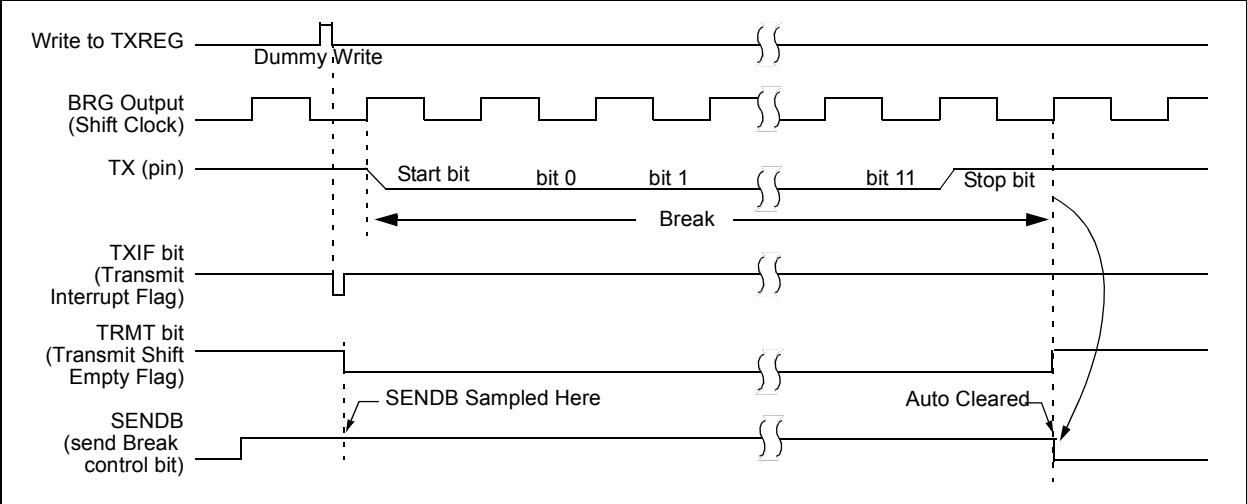 Write to TXREG
Dummy Write
BRG Output
(Shift Clock)
TX (pin)
Start bit
bit 0
bit 1
bit 11
Stop bit
Break
TXIF bit
(Transmit
Interrupt Flag)
TRMT bit
(Transmit Shift
Empty Flag)
SENDB Sampled Here
Auto Cleared
SENDB
(send Break
control bit)